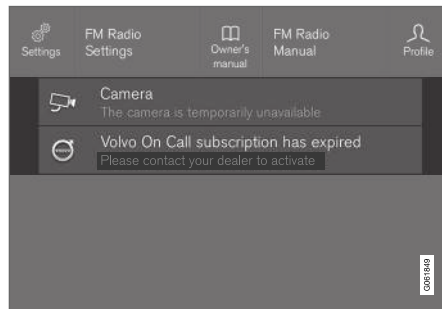 Settings
FM Radio
Settings
Owner's
manual
FM Radio
Manual
Profile
Camera
The camera is temporarily unavailable
Volvo On Call subscription has expired
Please contact your dealer to activate
G061849